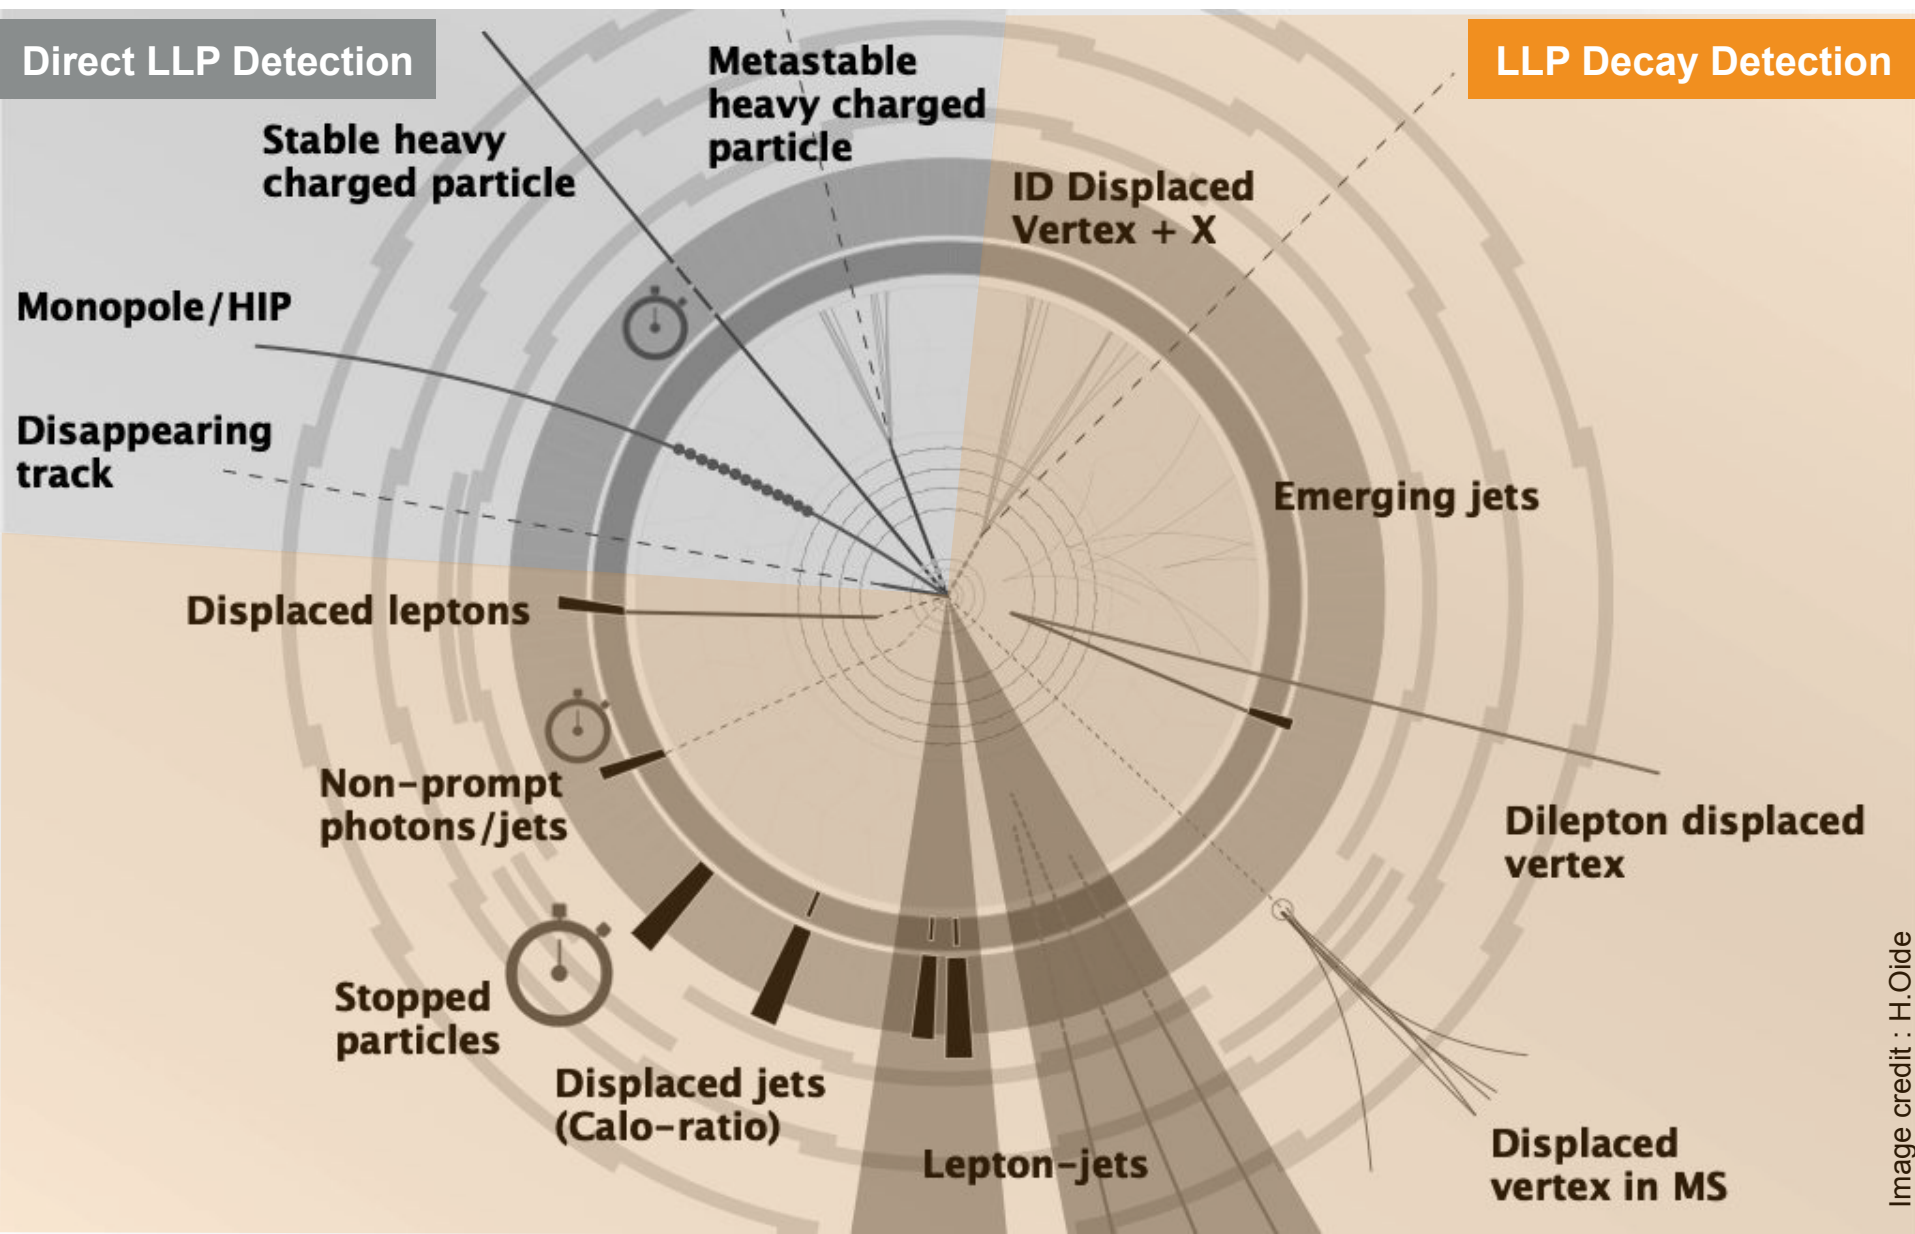 Direct LLP Detection
LLP Decay Detection
Metastable
heavy charged
particle
Stable heavy
charged particle
ID Displaced
Vertex + X
Monopole/HIP
Disappearing
track
Emerging jets
Displaced leptons
Non-prompt
photons/jets
Dilepton displaced
vertex
Stopped
particles
Displaced jets
(Calo-ratio)
Lepton-jets
Displaced
vertex in MS
Image credit : H.Oide